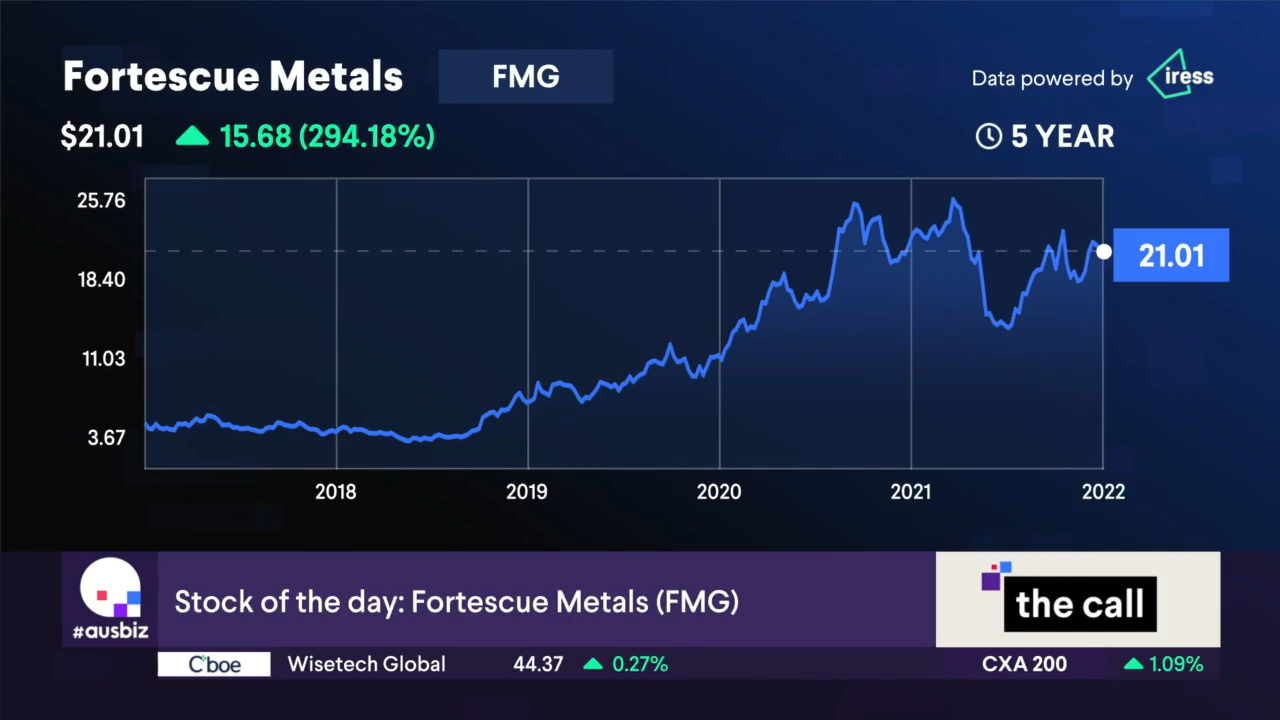 Fortescue Metals FMG
Data powered by iress
$21.01 15.68 (294.18%)
5 YEAR
25.76
18.40
11.03
3.67
21.01
2018 2019 2020 2021 2022
#ausbiz
Stock of the day: Fortescue Metals (FMG)
the call
Cboe Wisetech Global 44.37 0.27% CXA 200 1.09%